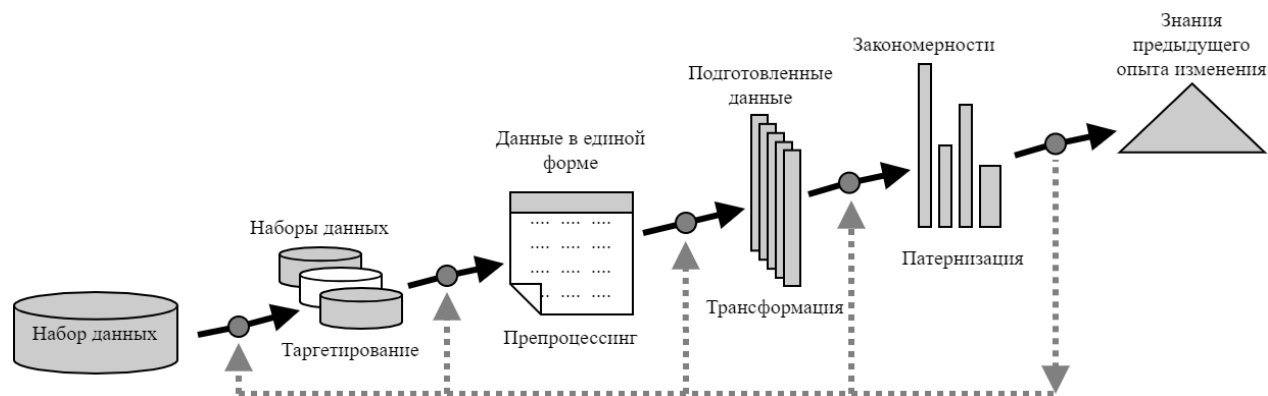 Набор данных
Наборы данных
Таргетирование
Данные в единой
форме
.... .... ....
.... .... ....
.... .... ....
.... .... ....
Препроцессинг
Подготовленные
данные
Трансформация
Закономерности
Патернизация
Знания
предыдущего
опыта изменения